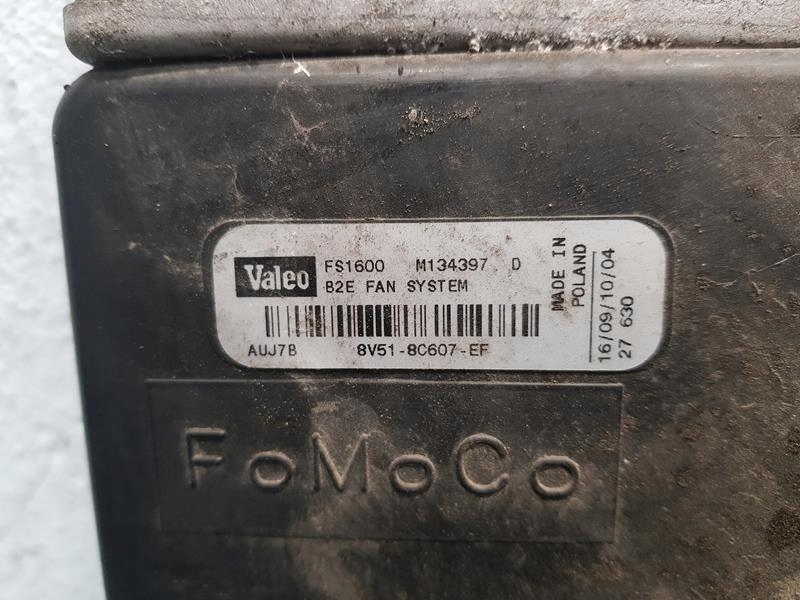 Valeo FS1600 M134397 D
B2E FAN SYSTEM
AUJ7B 8V51-8C607-EF
MADE IN
POLAND
16/09/10/04
27 630
FoMoCo